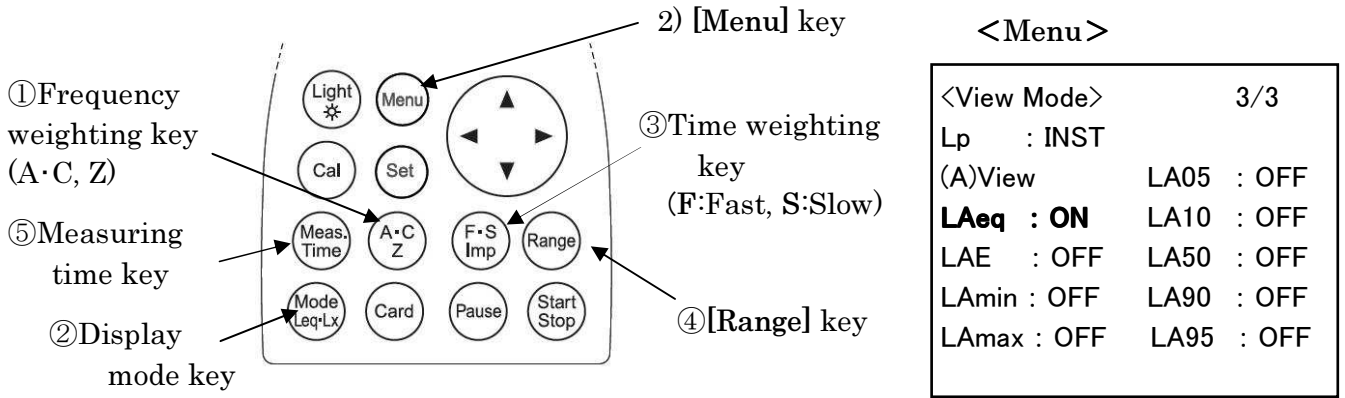 2) [Menu] key
<Menu>
①Frequency
weighting key
(A･C, Z)
⑤Measuring
time key
②Display
mode key
Light
Menu
Cal
Set
Meas.
Time
A･C
Z
F･S
Imp
Range
Mode
Leq･Lx
Card
Pause
Start
Stop
③Time weighting
key
(F:Fast, S:Slow)
④[Range] key
<View Mode> 3/3
Lp : INST
(A)View LA05 : OFF
LAeq : ON LA10 : OFF
LAE : OFF LA50 : OFF
LAmin : OFF LA90 : OFF
LAmax : OFF LA95 : OFF